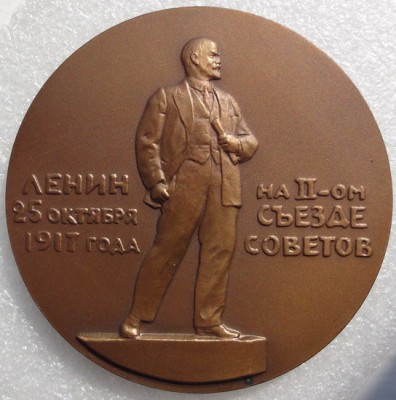 ЛЕНИН
25 ОКТЯБРЯ
1917 ГОДА
НА II-ОМ
СЪЕЗДЕ
СОВЕТОВ